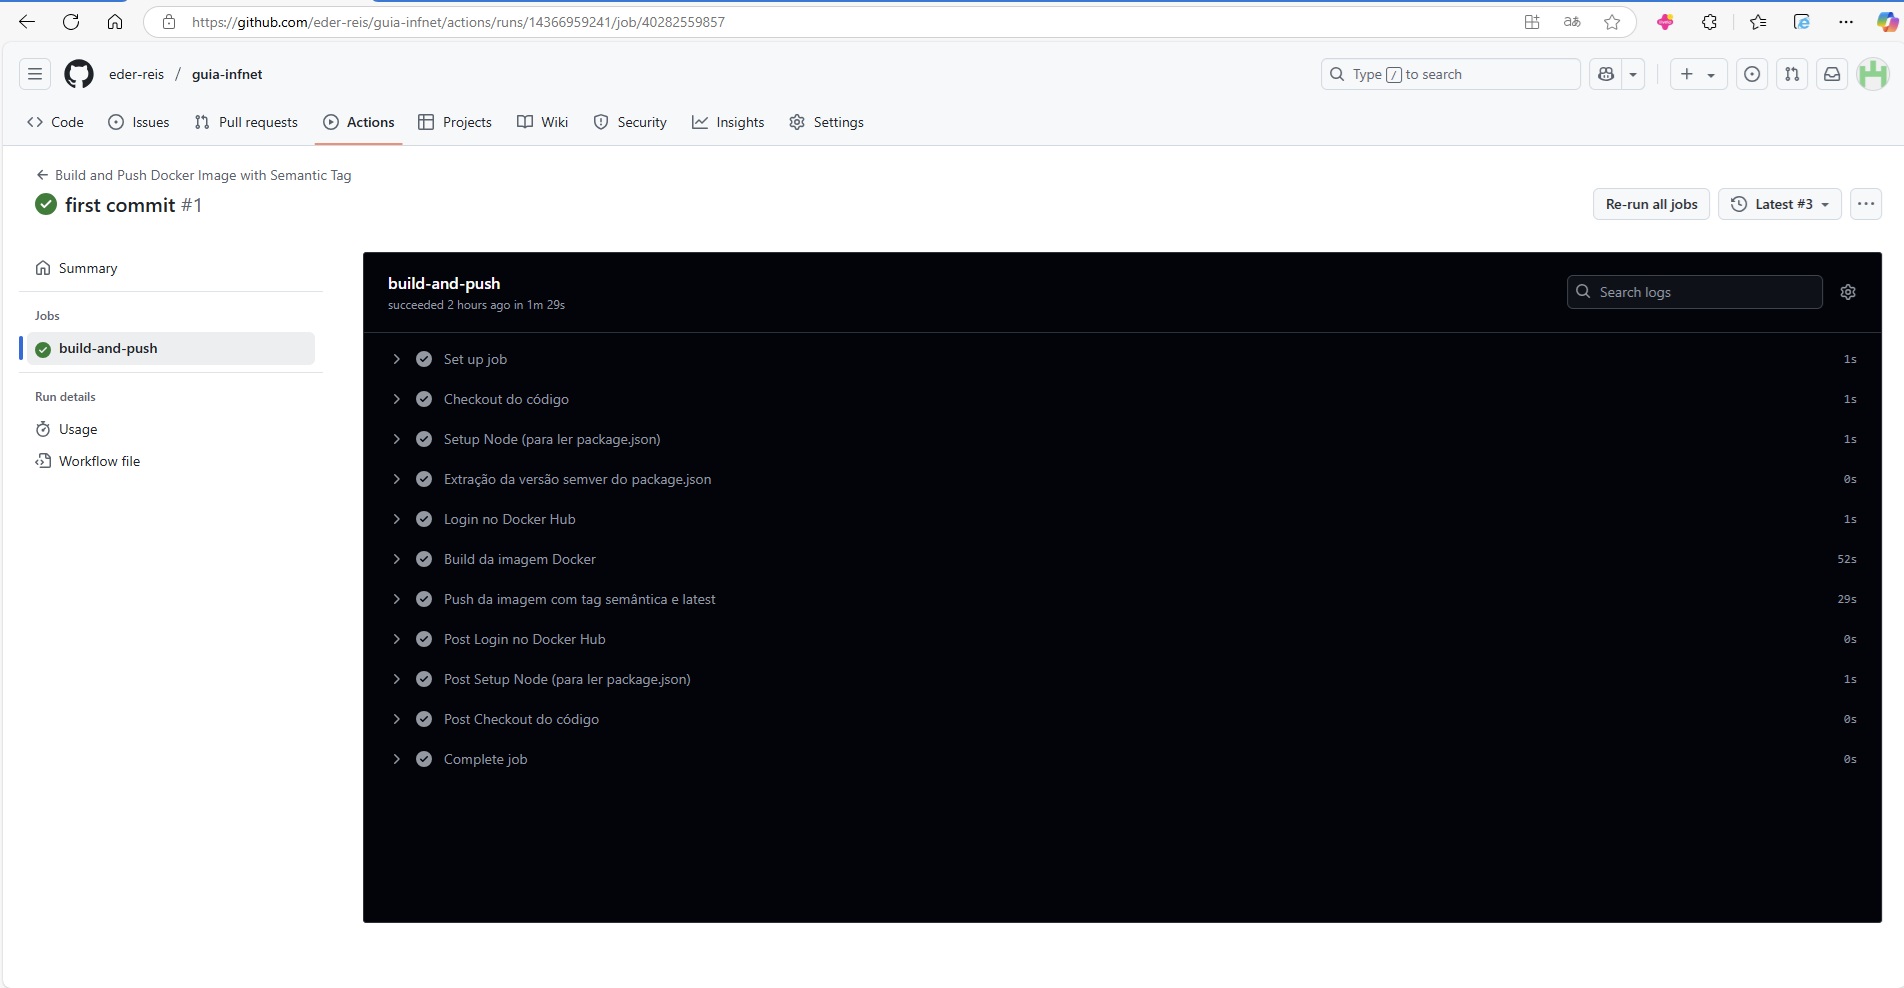 https://github.com/eder-reis/guia-infnet/actions/runs/14366959241/job/40282559857
eder-reis / guia-infnet
Type / to search
Code
Issues
Pull requests
Actions
Projects
Wiki
Security
Insights
Settings
Build and Push Docker Image with Semantic Tag
first commit #1
Re-run all jobs
Latest #3
Summary
Jobs
build-and-push
Run details
Usage
Workflow file
build-and-push
succeeded 2 hours ago in 1m 29s
Search logs
Set up job 1s
Checkout do código 1s
Setup Node (para ler package.json) 1s
Extração da versão semver do package.json 0s
Login no Docker Hub 1s
Build da imagem Docker 52s
Push da imagem com tag semântica e latest 29s
Post Login no Docker Hub 0s
Post Setup Node (para ler package.json) 1s
Post Checkout do código 0s
Complete job 0s